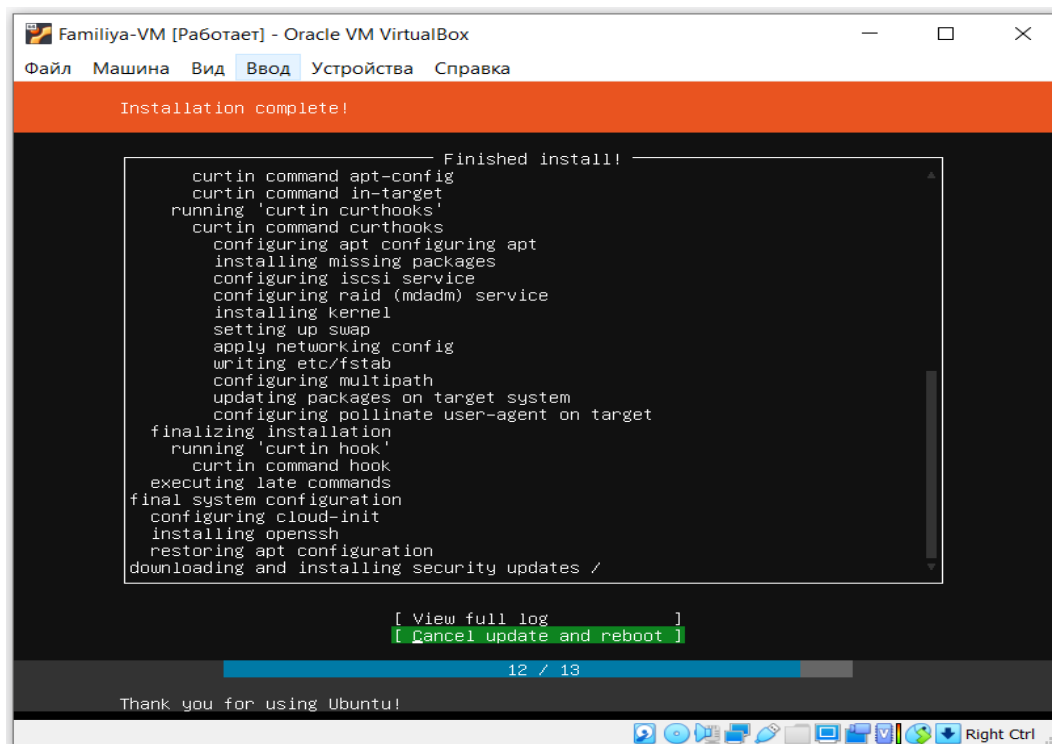 Familiya-VM [Работает] - Oracle VM VirtualBox
Файл Машина Вид Ввод Устройства Справка
Installation complete!
Finished install!
curtin command apt-config
curtin command in-target
running 'curtin curthooks'
curtin command curthooks
configuring apt configuring apt
installing missing packages
configuring iscsi service
configuring raid (mdadm) service
installing kernel
setting up swap
apply networking config
writing etc/fstab
configuring multipath
updating packages on target system
configuring pollinate user-agent on target
finalizing installation
running 'curtin hook'
curtin command hook
executing late commands
final system configuration
configuring cloud-init
installing openssh
restoring apt configuration
downloading and installing security updates /
[ View full log ]
[ Cancel update and reboot ]
12 / 13
Thank you for using Ubuntu!
Right Ctrl